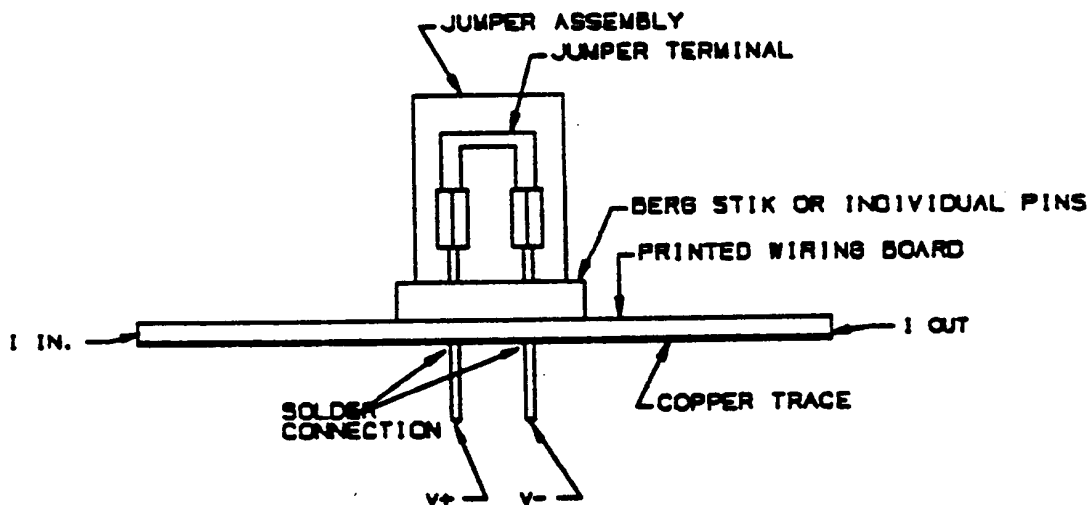 JUMPER ASSEMBLY
JUMPER TERMINAL
BERG STIK OR INDIVIDUAL PINS
PRINTED WIRING BOARD
I IN.
I OUT
COPPER TRACE
SOLDER
CONNECTION
V+
V-